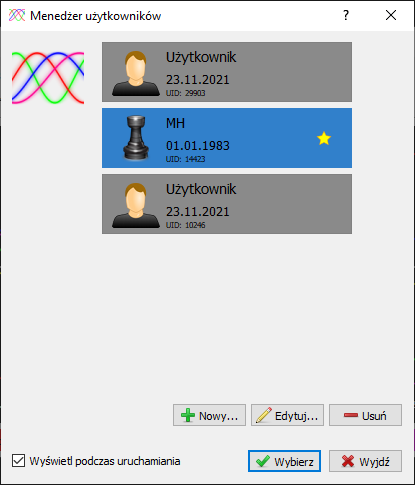 Menedżer użytkowników
?
Użytkownik
23.11.2021
UID: 29903
MH
01.01.1983
UID: 14423
Użytkownik
23.11.2021
UID: 10246
Nowy... Edytuj... Usuń
Wyświetl podczas uruchamiania Wybierz Wyjdź